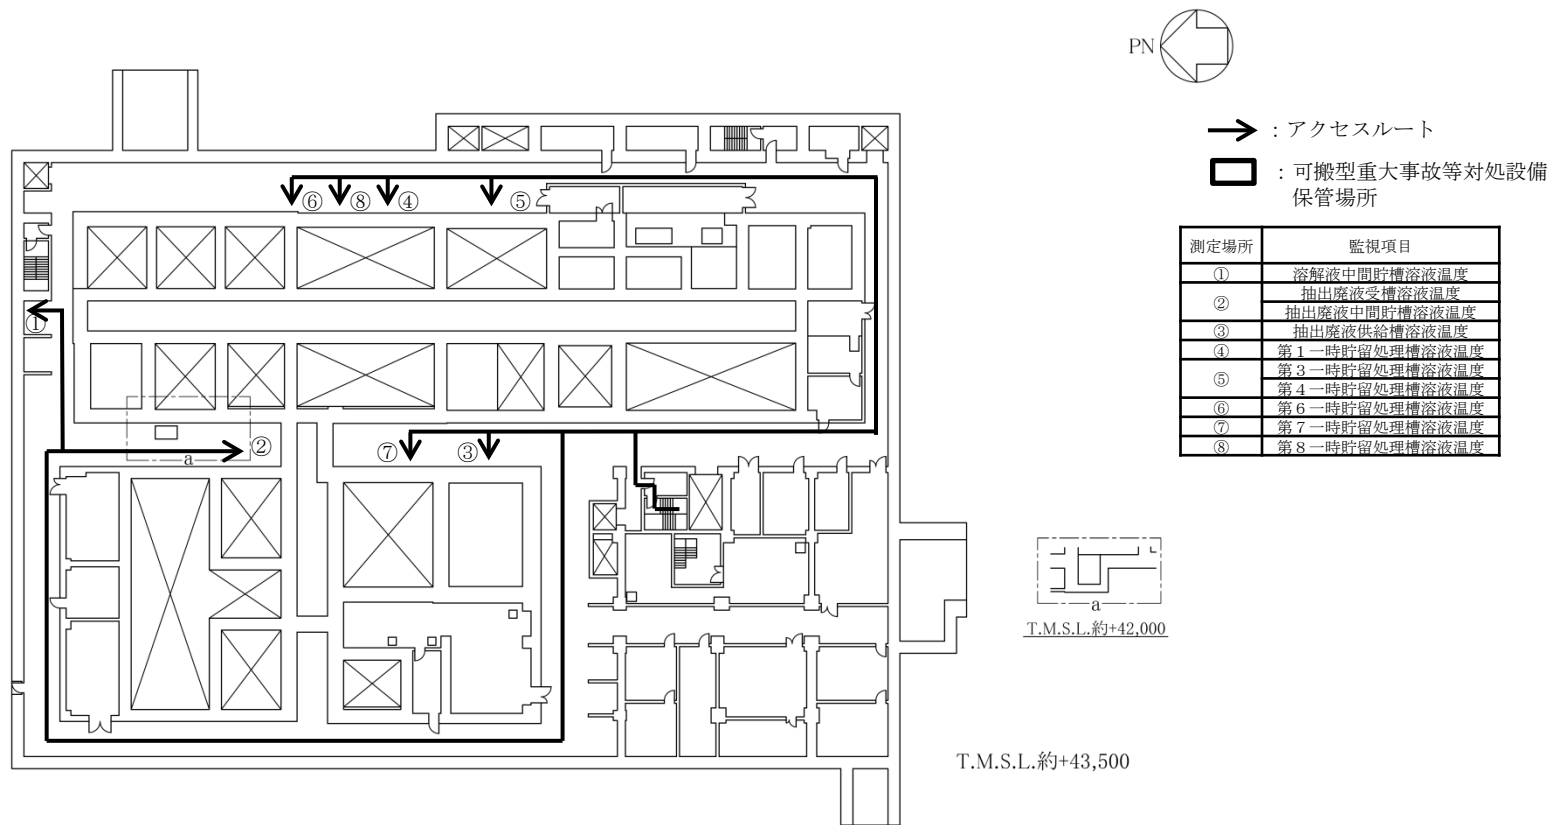 PN
：アクセスルート
：可搬型重大事故等対処設備
保管場所
測定場所 監視項目
① 溶解液中間貯槽溶液温度
② 抽出廃液受槽溶液温度
抽出廃液中間貯槽溶液温度
③ 抽出廃液供給槽溶液温度
④ 第１一時貯留処理槽溶液温度
⑤ 第３一時貯留処理槽溶液温度
第４一時貯留処理槽溶液温度
⑥ 第６一時貯留処理槽溶液温度
⑦ 第７一時貯留処理槽溶液温度
⑧ 第８一時貯留処理槽溶液温度
⑥ ⑧ ④ ⑤
①
② ⑦ ③
a
a
T.M.S.L.約+42,000
T.M.S.L.約+43,500